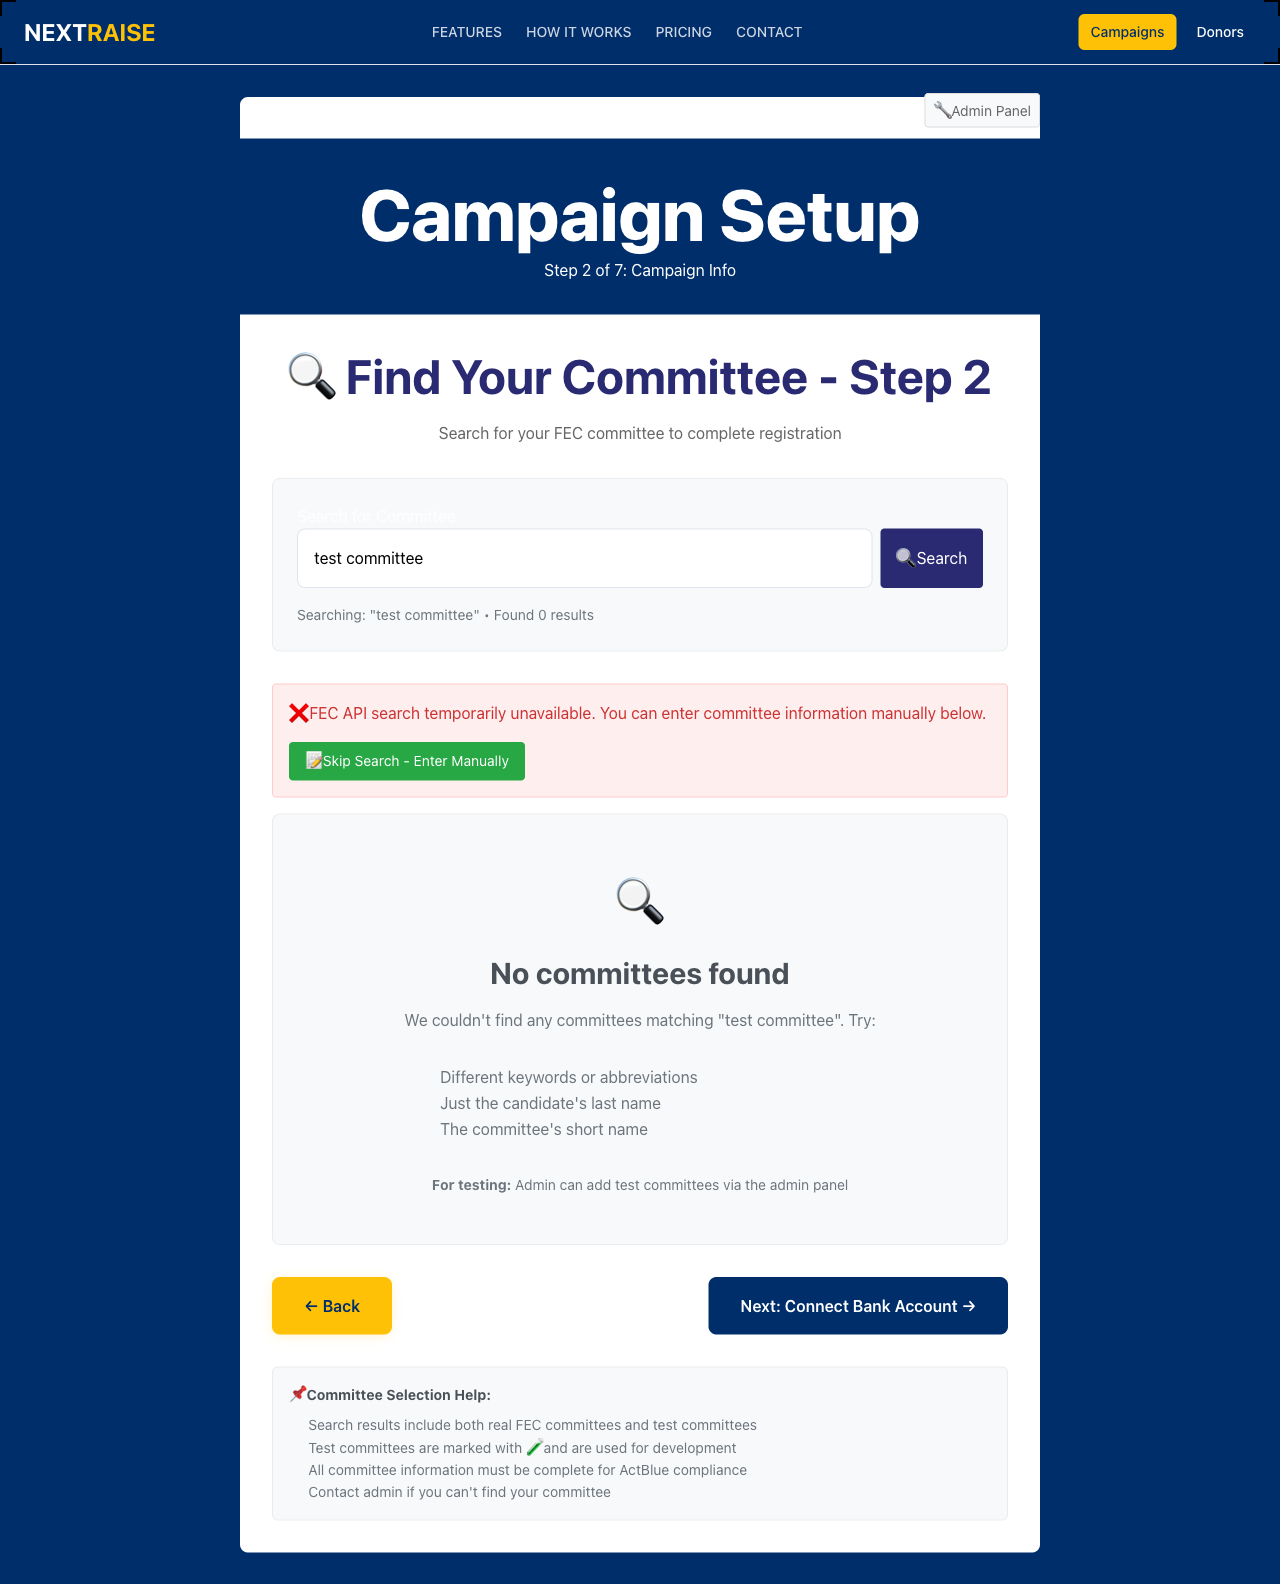 NEXTRAISE
FEATURES
HOW IT WORKS
PRICING
CONTACT
Campaigns
Donors
Admin Panel
Campaign Setup
Step 2 of 7: Campaign Info
Find Your Committee - Step 2
Search for your FEC committee to complete registration
Search for Committee
test committee
Search
Searching: "test committee" • Found 0 results
FEC API search temporarily unavailable. You can enter committee information manually below.
Skip Search - Enter Manually
No committees found
We couldn't find any committees matching "test committee". Try:
Different keywords or abbreviations
Just the candidate's last name
The committee's short name
For testing: Admin can add test committees via the admin panel
← Back
Next: Connect Bank Account →
Committee Selection Help:
Search results include both real FEC committees and test committees
Test committees are marked with 🧪 and are used for development
All committee information must be complete for ActBlue compliance
Contact admin if you can't find your committee